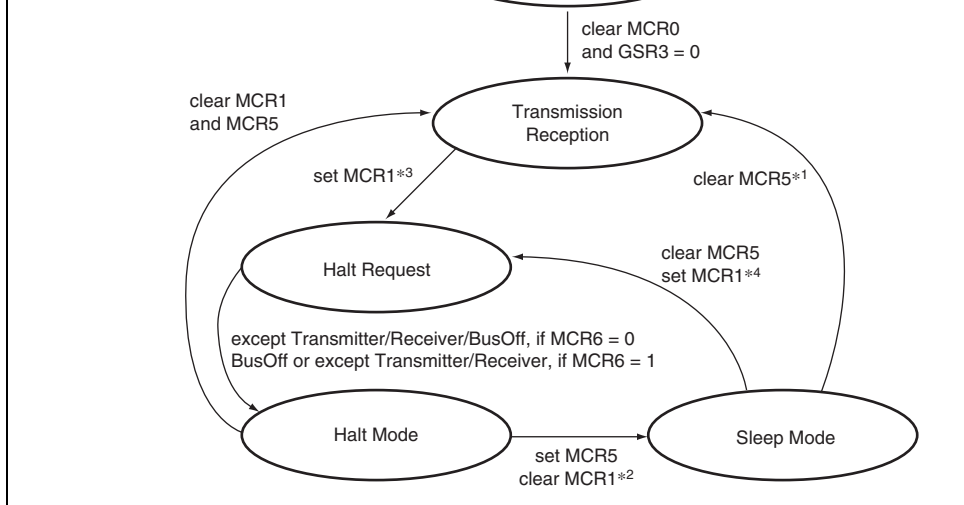 clear MCR0
and GSR3 = 0
Transmission
Reception
clear MCR1
and MCR5
set MCR1*3
clear MCR5*1
Halt Request
clear MCR5
set MCR1*4
except Transmitter/Receiver/BusOff, if MCR6 = 0
BusOff or except Transmitter/Receiver, if MCR6 = 1
Halt Mode
Sleep Mode
set MCR5
clear MCR1*2